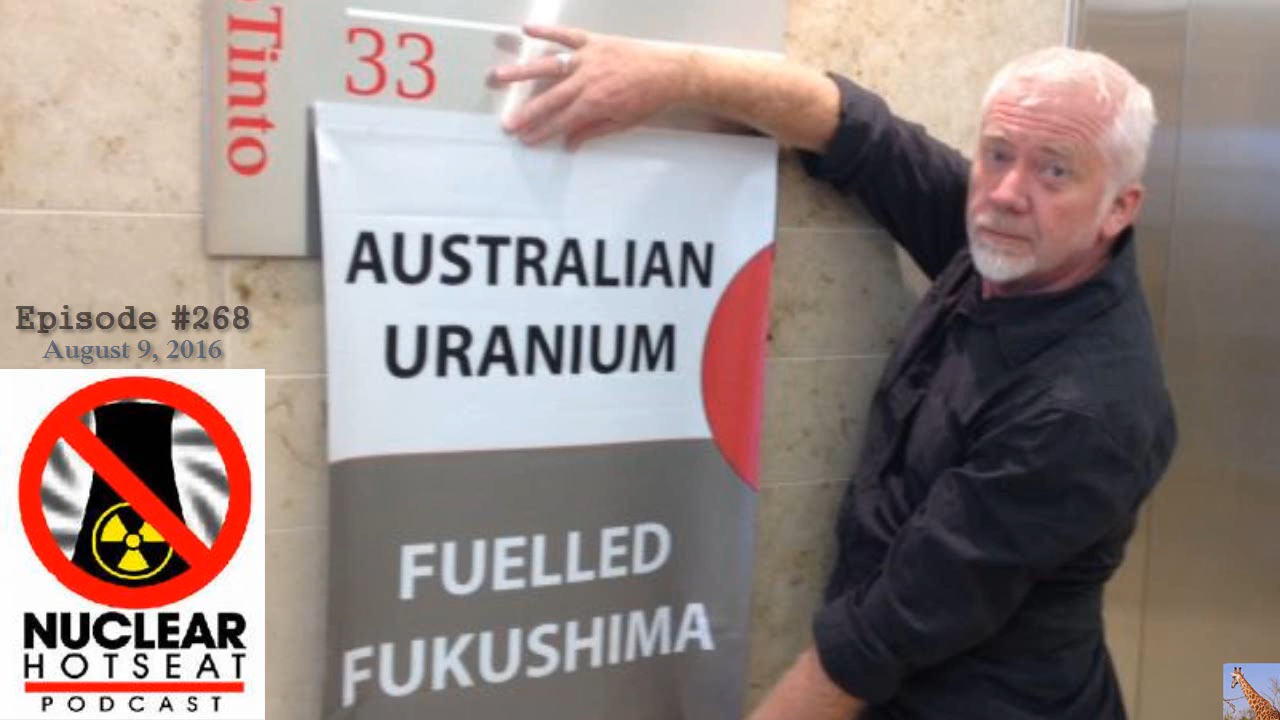 Tinto
33
AUSTRALIAN
URANIUM
FUELLED
FUKUSHIMA
Episode #268
August 9, 2016
NUCLEAR
HOTSEAT
PODCAST